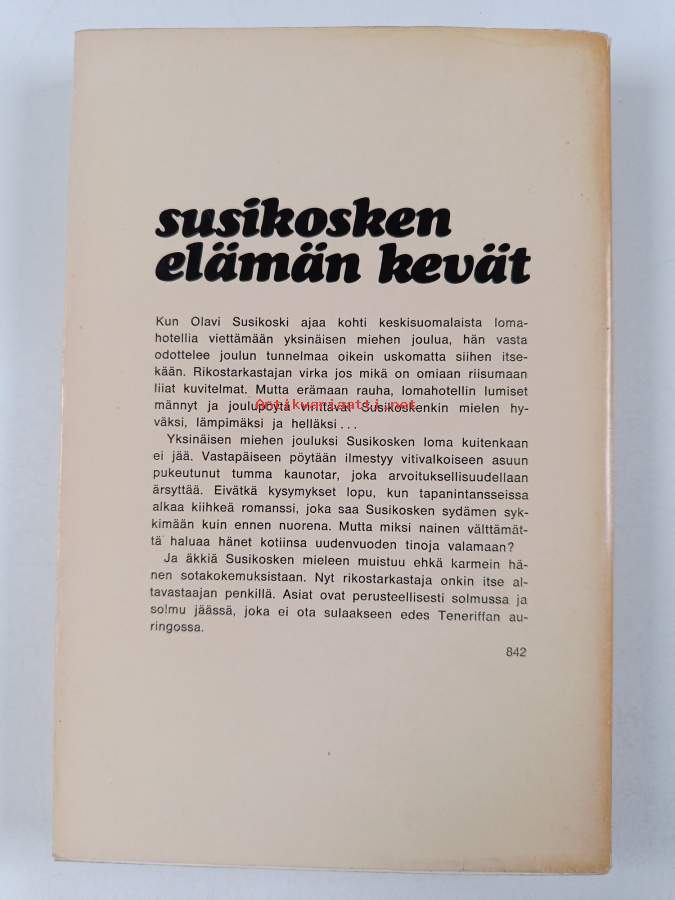 susikosken
elämän kevät
Kun Olavi Susikoski ajaa kohti keskisuomalaista loma-
hotellia viettämään yksinäisen miehen joulua, hän vasta
odottelee joulun tunnelmaa oikein uskomatta siihen itse-
kään. Rikostarkastajan virka jos mikä on omiaan riisumaan
liiat kuvitelmat. Mutta erämaan rauha, lomahotellin lumiset
männyt ja joulupöytä virittävät Susikoskenkin mielen hy-
Antikvariantti.net
väksi, lämpimäksi ja helläksi...
Yksinäisen miehen jouluksi Susikosken loma kuitenkaan
ei jää. Vastapäiseen pöytään ilmestyy vitivalkoiseen asuun
pukeutunut tumma kaunotar, joka arvoituksellisuudellaan
ärsyttää. Eivätkä kysymykset lopu, kun tapanintansseissa
alkaa kiihkeä romanssi, joka saa Susikosken sydämen syk-
kimään kuin ennen nuorena. Mutta miksi nainen välttämät-
tä haluaa hänet kotiinsa uudenvuoden tinoja valamaan?
Ja äkkiä Susikosken mieleen muistuu ehkä karmein hä-
nen sotakokemuksistaan. Nyt rikostarkastaja onkin itse al-
tavastaajan penkillä. Asiat ovat perusteellisesti solmussa ja
solmu jäässä, joka ei ota sulaakseen edes Teneriffan au-
ringossa.
842